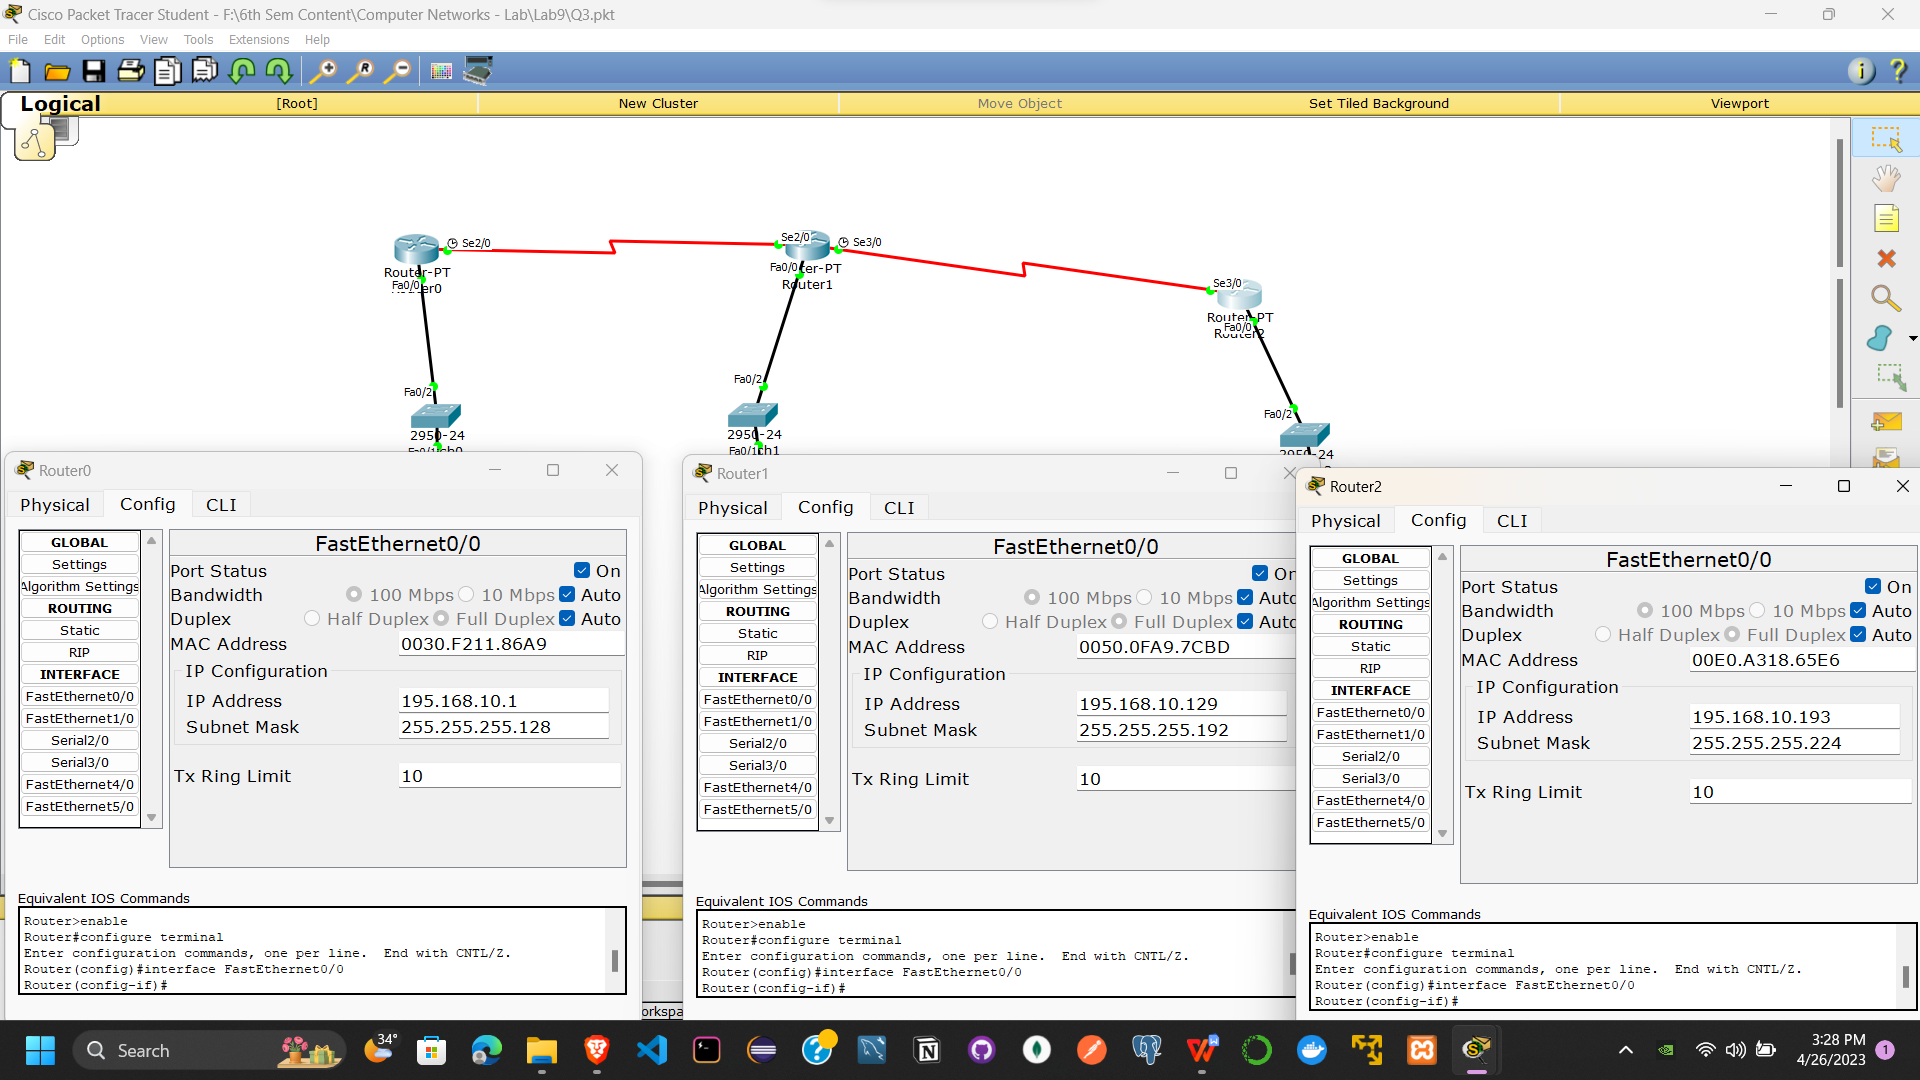 Cisco Packet Tracer Student - F:\6th Sem Content\Computer Networks - Lab\Lab9\Q3.pkt
File Edit Options View Tools Extensions Help
Logical [Root] New Cluster Move Object Set Tiled Background Viewport
Se2/0
Router-PT
Fa0/0
Se2/0
Se3/0
Fa0/0
Router1
Se3/0
Router-PT
Fa0/0
Router2
Fa0/2
2950-24
Fa0/2
2950-24
Fa0/2
2950-24
Router0
Physical Config CLI
GLOBAL
Settings
Algorithm Settings
ROUTING
Static
RIP
INTERFACE
FastEthernet0/0
FastEthernet1/0
Serial2/0
Serial3/0
FastEthernet4/0
FastEthernet5/0
FastEthernet0/0
Port Status On
Bandwidth 100 Mbps 10 Mbps Auto
Duplex Half Duplex Full Duplex Auto
MAC Address 0030.F211.86A9
IP Configuration
IP Address 195.168.10.1
Subnet Mask 255.255.255.128
Tx Ring Limit 10
Equivalent IOS Commands
Router>enable
Router#configure terminal
Enter configuration commands, one per line.  End with CNTL/Z.
Router(config)#interface FastEthernet0/0
Router(config-if)#
Router1
Physical Config CLI
GLOBAL
Settings
Algorithm Settings
ROUTING
Static
RIP
INTERFACE
FastEthernet0/0
FastEthernet1/0
Serial2/0
Serial3/0
FastEthernet4/0
FastEthernet5/0
FastEthernet0/0
Port Status On
Bandwidth 100 Mbps 10 Mbps Auto
Duplex Half Duplex Full Duplex Auto
MAC Address 0050.0FA9.7CBD
IP Configuration
IP Address 195.168.10.129
Subnet Mask 255.255.255.192
Tx Ring Limit 10
Equivalent IOS Commands
Router>enable
Router#configure terminal
Enter configuration commands, one per line.  End with CNTL/Z.
Router(config)#interface FastEthernet0/0
Router(config-if)#
Router2
Physical Config CLI
GLOBAL
Settings
Algorithm Settings
ROUTING
Static
RIP
INTERFACE
FastEthernet0/0
FastEthernet1/0
Serial2/0
Serial3/0
FastEthernet4/0
FastEthernet5/0
FastEthernet0/0
Port Status On
Bandwidth 100 Mbps 10 Mbps Auto
Duplex Half Duplex Full Duplex Auto
MAC Address 00E0.A318.65E6
IP Configuration
IP Address 195.168.10.193
Subnet Mask 255.255.255.224
Tx Ring Limit 10
Equivalent IOS Commands
Router>enable
Router#configure terminal
Enter configuration commands, one per line.  End with CNTL/Z.
Router(config)#interface FastEthernet0/0
Router(config-if)#
Search
34°
3:28 PM
4/26/2023
1